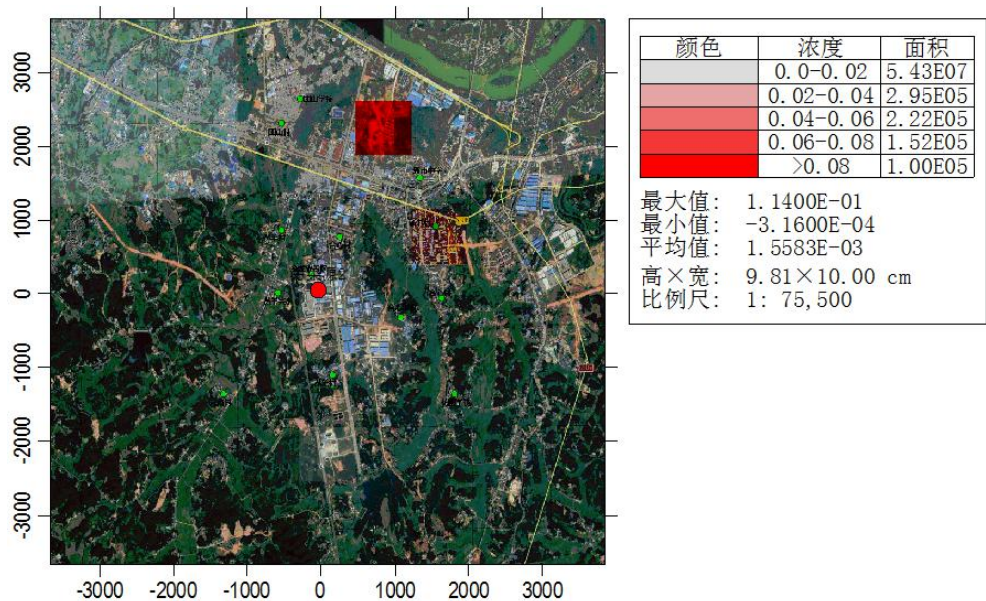 颜色 浓度 面积
0.0-0.02 5.43E07
0.02-0.04 2.95E05
0.04-0.06 2.22E05
0.06-0.08 1.52E05
>0.08 1.00E05
最大值: 1.1400E-01
最小值: -3.1600E-04
平均值: 1.5583E-03
高×宽: 9.81×10.00 cm
比例尺: 1: 75,500
3000
2000
1000
0
-1000
-2000
-3000
-3000 -2000 -1000 0 1000 2000 3000